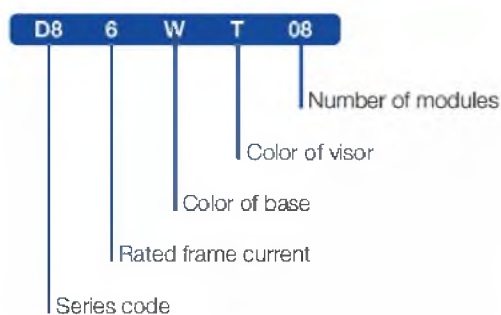 D8 6 W T 08
Number of modules
Color of visor
Color of base
Rated frame current
Series code